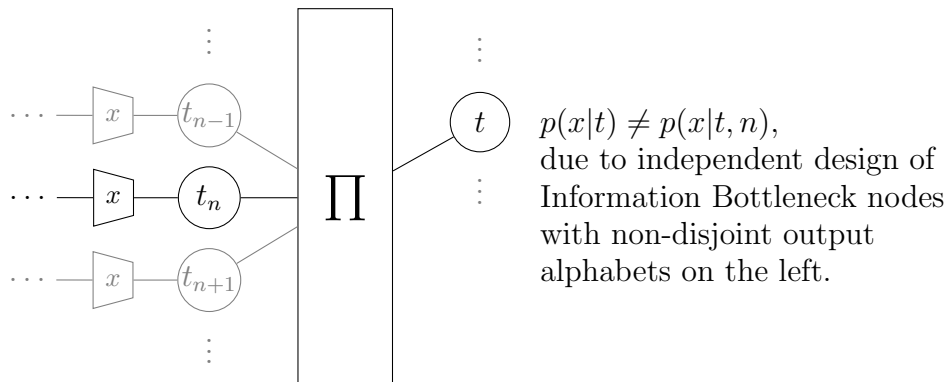 ⋮
⋮
··· x t_{n−1}
t
p(x|t) ≠ p(x|t, n),
due to independent design of
··· x t_n
∏
Information Bottleneck nodes
⋮
with non-disjoint output
··· x t_{n+1}
alphabets on the left.
⋮